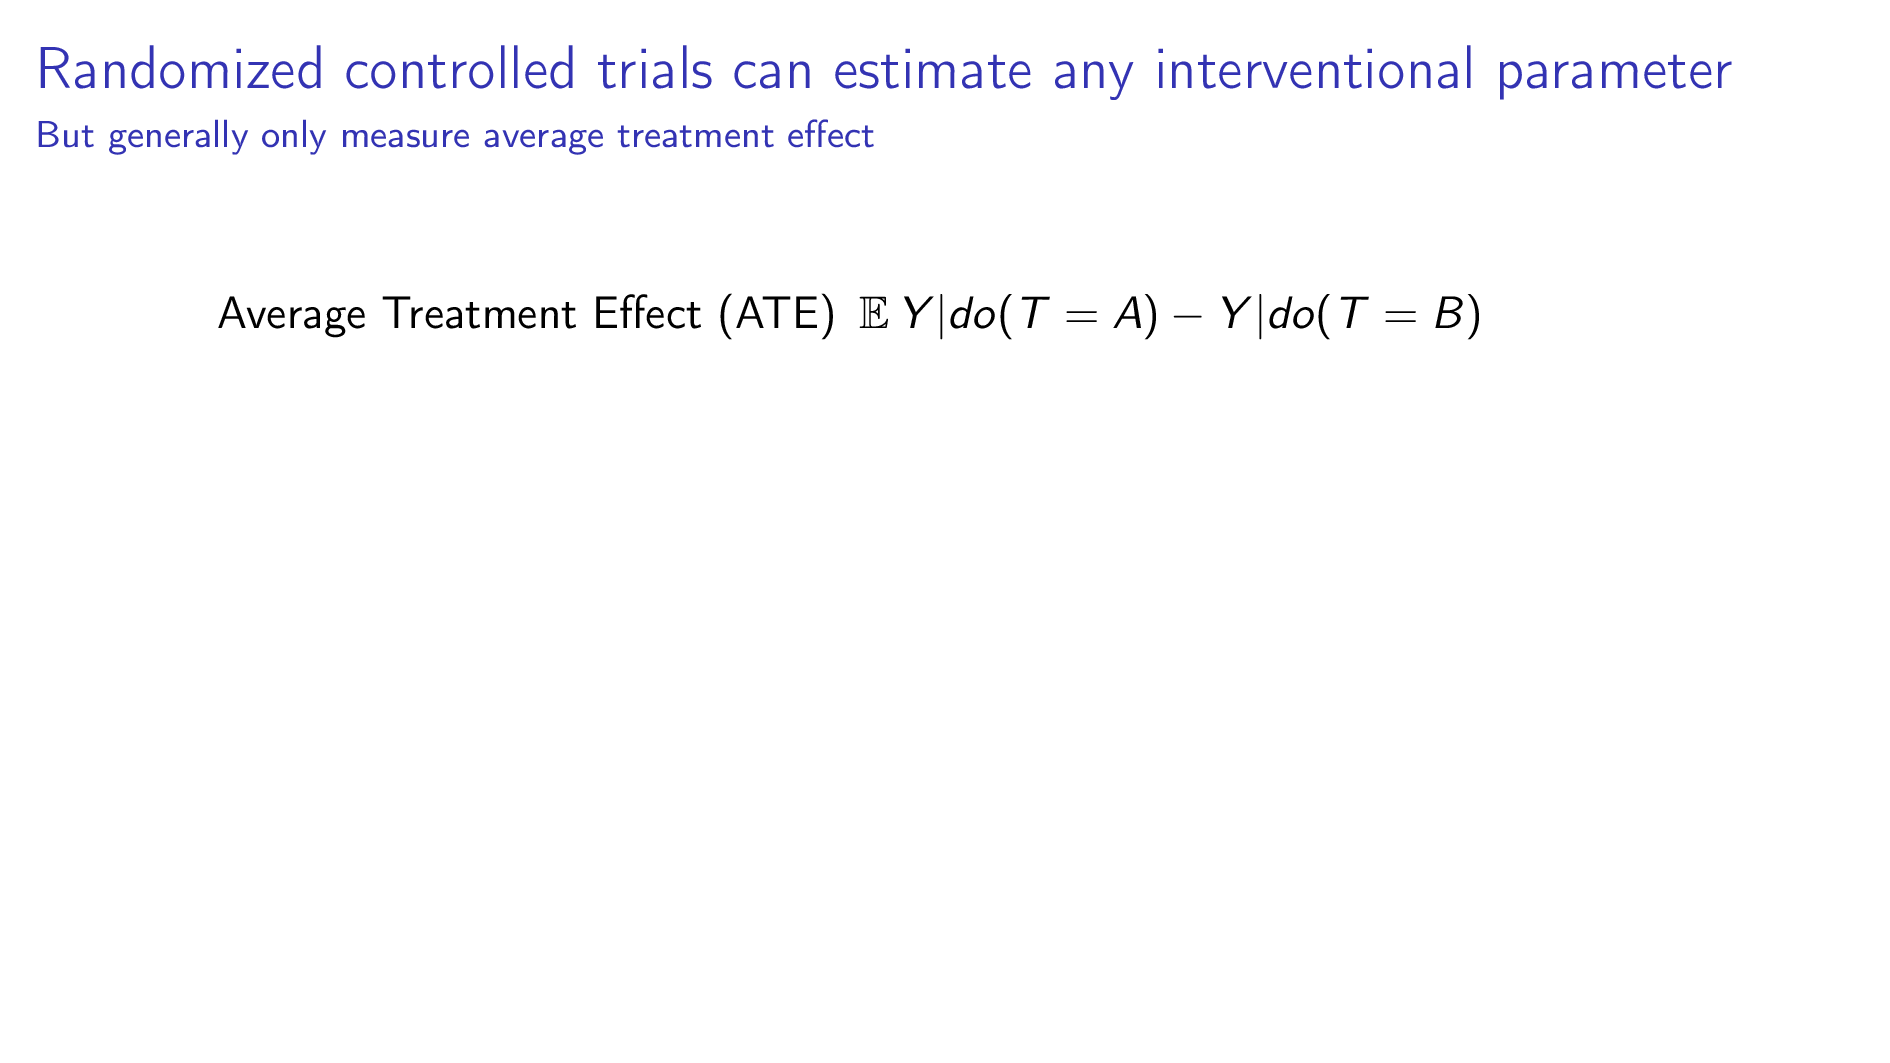 Randomized controlled trials can estimate any interventional parameter
But generally only measure average treatment effect
Average Treatment Effect (ATE) 𝔼 Y|do(T = A) − Y|do(T = B)